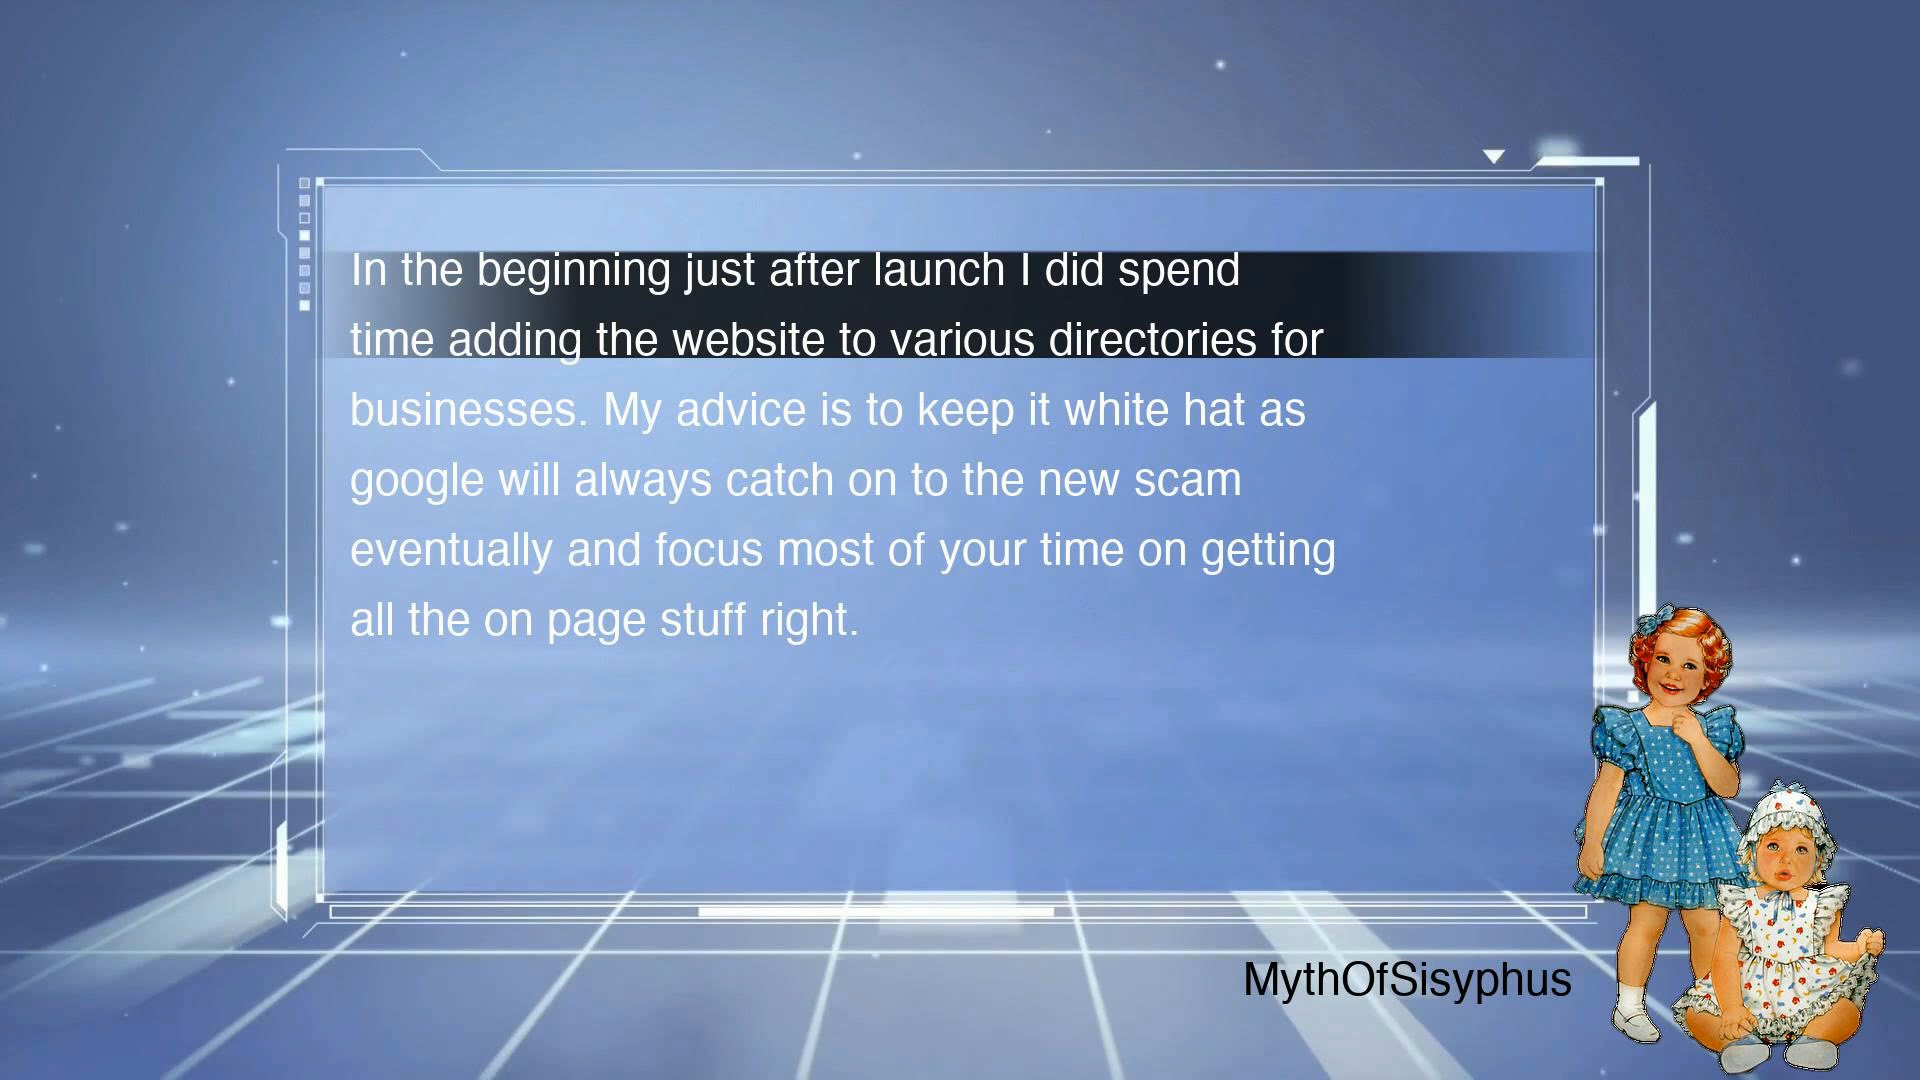 In the beginning just after launch I did spend
time adding the website to various directories for
businesses. My advice is to keep it white hat as
google will always catch on to the new scam
eventually and focus most of your time on getting
all the on page stuff right.
MythOfSisyphus